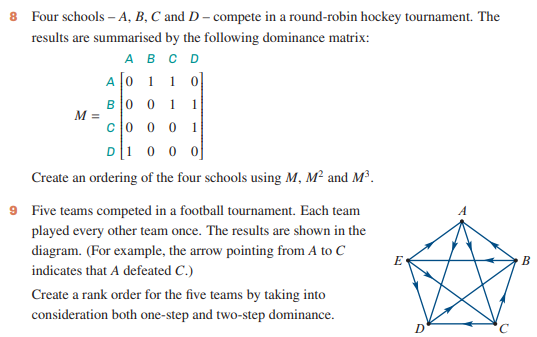 8 Four schools – A, B, C and D – compete in a round-robin hockey tournament. The
results are summarised by the following dominance matrix:
A B C D
A [0 1 1 0]
M = B [0 0 1 1]
C [0 0 0 1]
D [1 0 0 0]
Create an ordering of the four schools using M, M² and M³.
9 Five teams competed in a football tournament. Each team
played every other team once. The results are shown in the
diagram. (For example, the arrow pointing from A to C
indicates that A defeated C.)
Create a rank order for the five teams by taking into
consideration both one-step and two-step dominance.
A
E B
D C